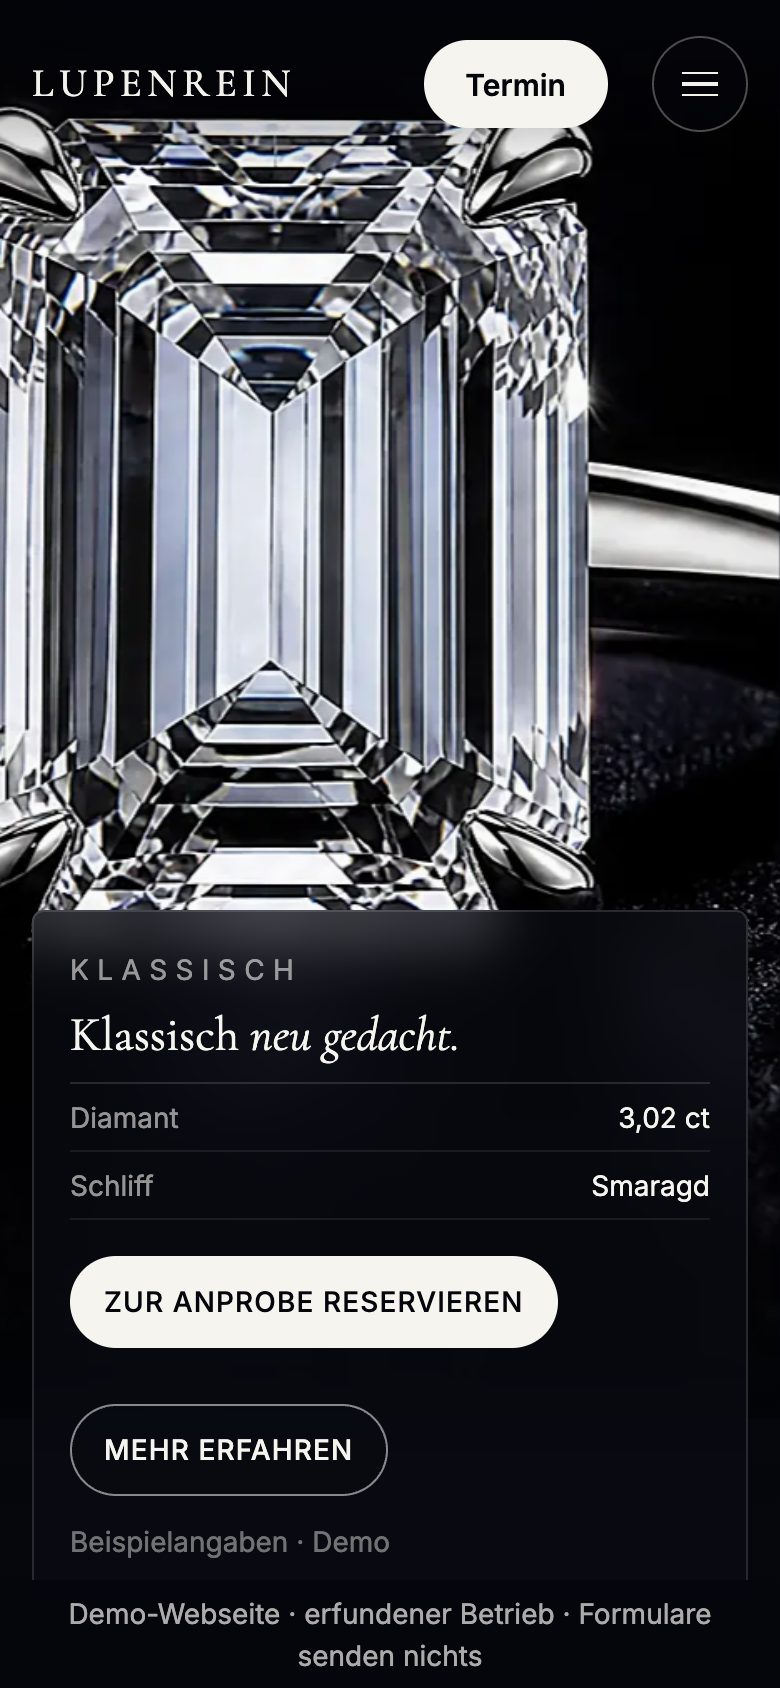 LUPENREIN
Termin
KLASSISCH
Klassisch neu gedacht.
Diamant 3,02 ct
Schliff Smaragd
ZUR ANPROBE RESERVIEREN
MEHR ERFAHREN
Beispielangaben · Demo
Demo-Webseite · erfundener Betrieb · Formulare
senden nichts